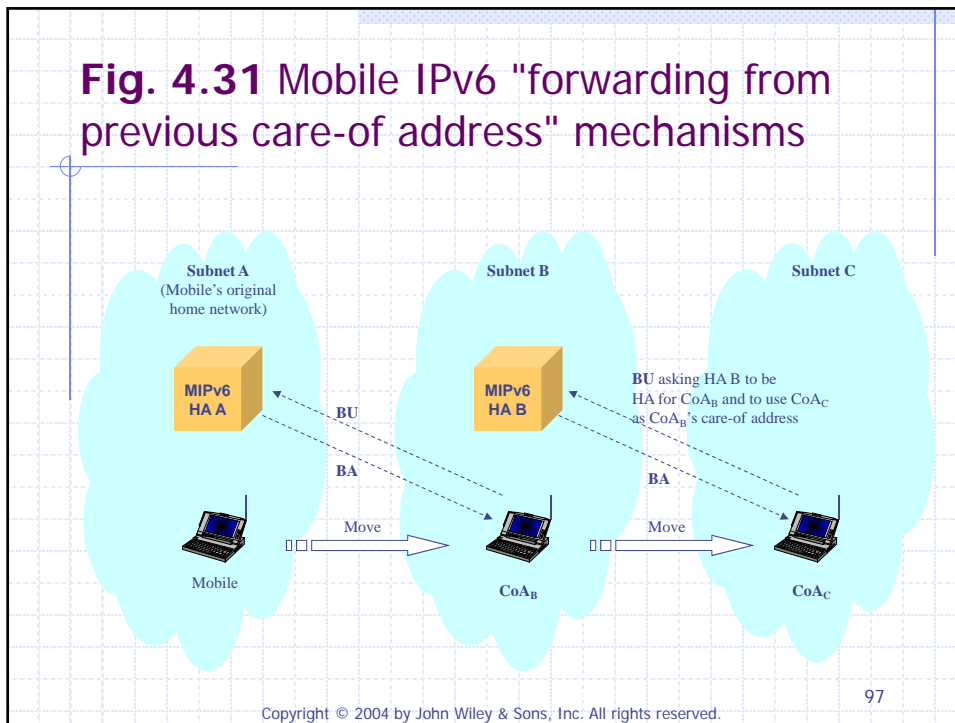 Fig. 4.31 Mobile IPv6 "forwarding from
previous care-of address" mechanisms
Subnet A
(Mobile's original
home network)
Subnet B
Subnet C
MIPv6
HA A
MIPv6
HA B
BU asking HA B to be
HA for CoAB and to use CoAC
as CoAB's care-of address
BU
BA
BA
Move
Move
Mobile
CoAB
CoAC
97
Copyright © 2004 by John Wiley & Sons, Inc. All rights reserved.